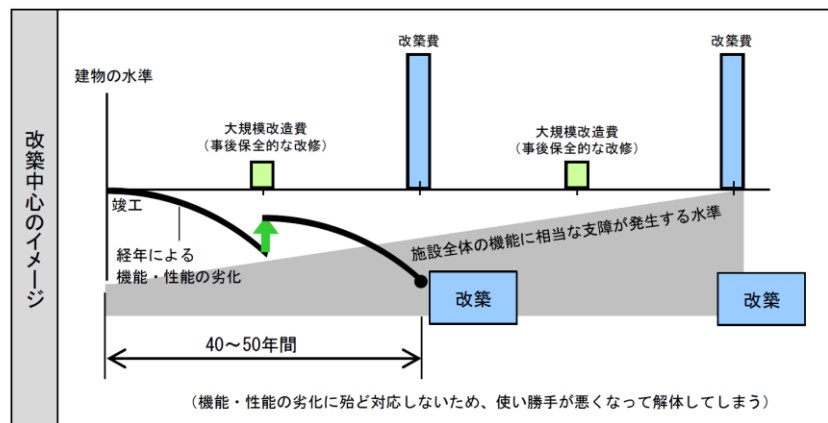 改築中心のイメージ
改築費
改築費
建物の水準
大規模改造費
（事後保全的な改修）
大規模改造費
（事後保全的な改修）
竣工
経年による
機能・性能の劣化
施設全体の機能に相当な支障が発生する水準
改築
改築
40～50年間
（機能・性能の劣化に殆ど対応しないため、使い勝手が悪くなって解体してしまう）